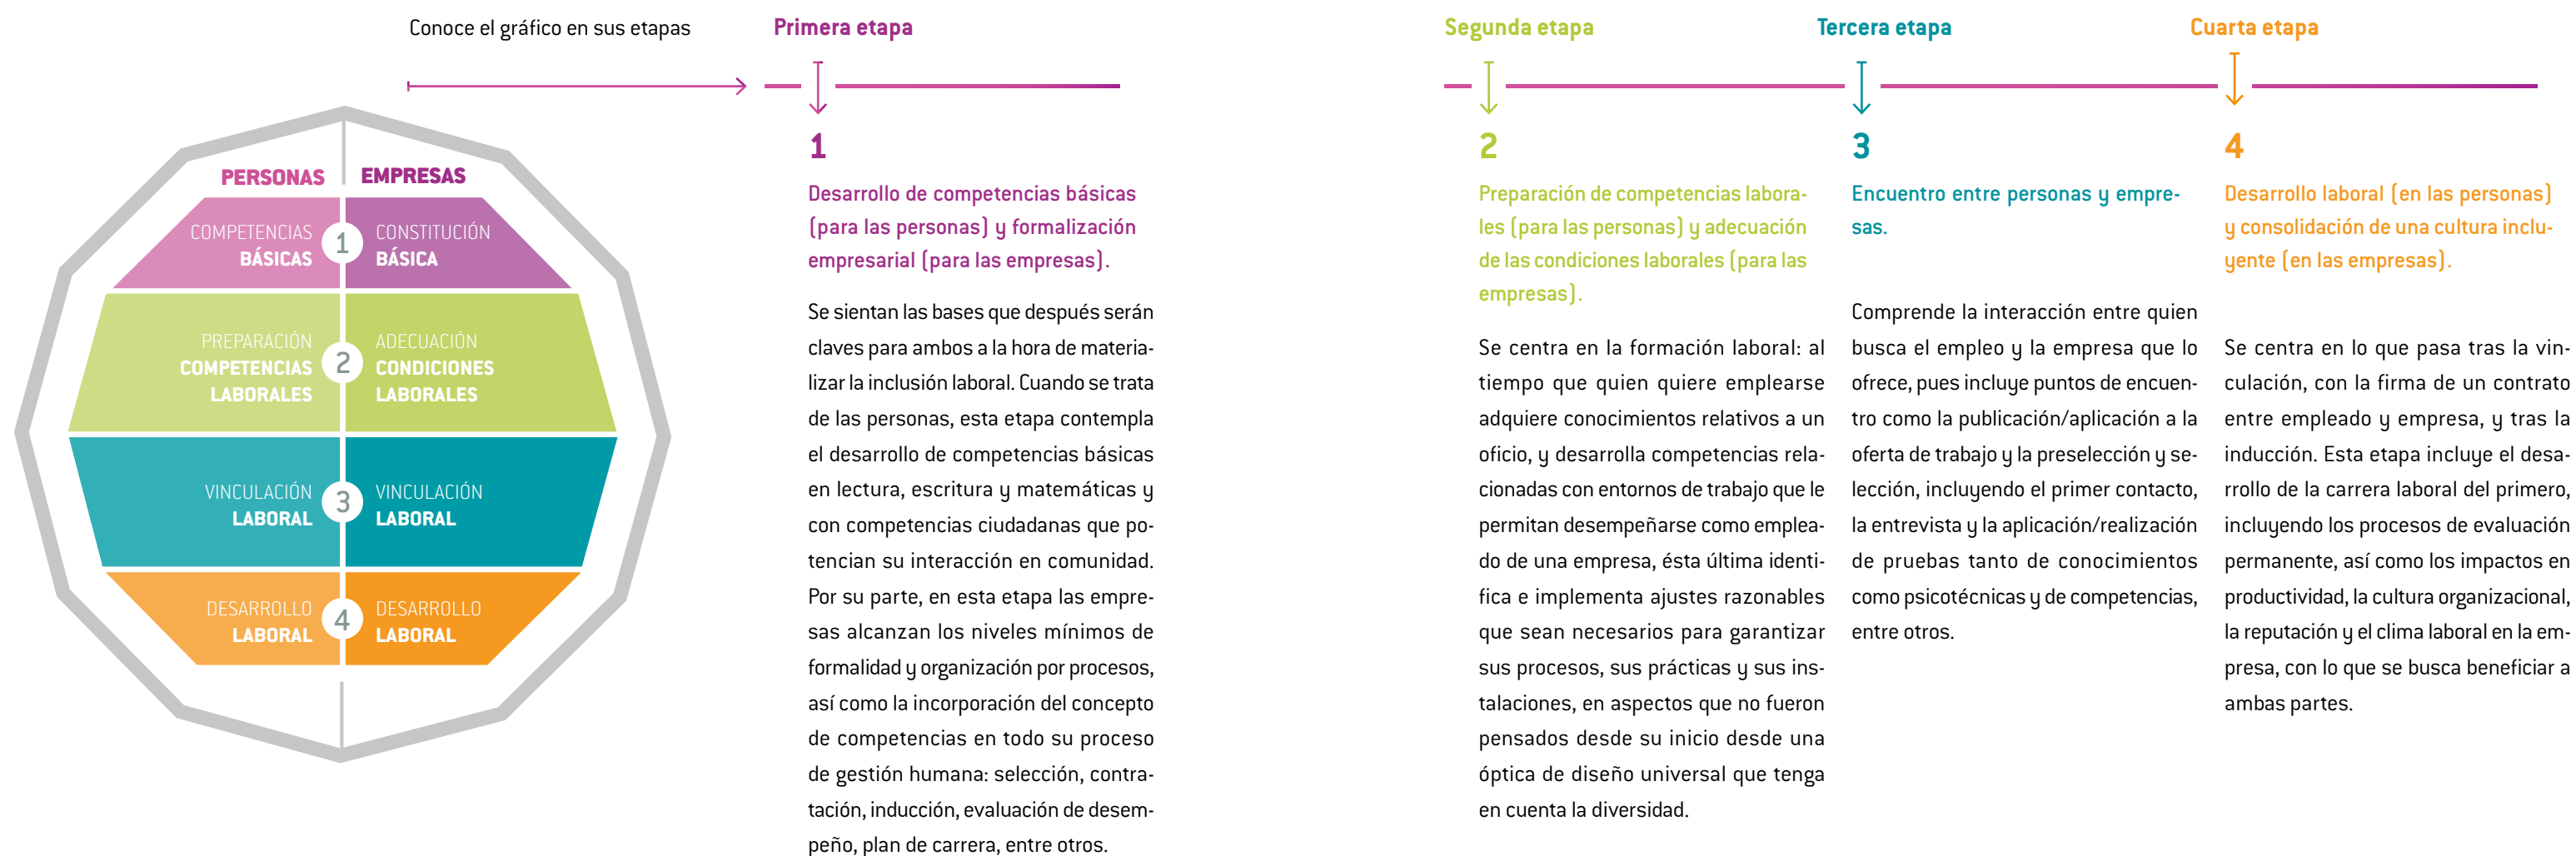 Conoce el gráfico en sus etapas
PERSONAS
EMPRESAS
COMPETENCIAS
BÁSICAS
1
CONSTITUCIÓN
BÁSICA
PREPARACIÓN
COMPETENCIAS
LABORALES
2
ADECUACIÓN
CONDICIONES
LABORALES
VINCULACIÓN
LABORAL
3
VINCULACIÓN
LABORAL
DESARROLLO
LABORAL
4
DESARROLLO
LABORAL
Primera etapa
1
Desarrollo de competencias básicas
(para las personas) y formalización
empresarial (para las empresas).
Se sientan las bases que después serán
claves para ambos a la hora de materia-
lizar la inclusión laboral. Cuando se trata
de las personas, esta etapa contempla
el desarrollo de competencias básicas
en lectura, escritura y matemáticas y
con competencias ciudadanas que po-
tencian su interacción en comunidad.
Por su parte, en esta etapa las empre-
sas alcanzan los niveles mínimos de
formalidad y organización por procesos,
así como la incorporación del concepto
de competencias en todo su proceso
de gestión humana: selección, contra-
tación, inducción, evaluación de desem-
peño, plan de carrera, entre otros.
Segunda etapa
2
Preparación de competencias labora-
les (para las personas) y adecuación
de las condiciones laborales (para las
empresas).
Se centra en la formación laboral: al
tiempo que quien quiere emplearse
adquiere conocimientos relativos a un
oficio, y desarrolla competencias rela-
cionadas con entornos de trabajo que le
permitan desempeñarse como emplea-
do de una empresa, ésta última identi-
fica e implementa ajustes razonables
que sean necesarios para garantizar
sus procesos, sus prácticas y sus ins-
talaciones, en aspectos que no fueron
pensados desde su inicio desde una
óptica de diseño universal que tenga
en cuenta la diversidad.
Tercera etapa
3
Encuentro entre personas y empre-
sas.
Comprende la interacción entre quien
busca el empleo y la empresa que lo
ofrece, pues incluye puntos de encuen-
tro como la publicación/aplicación a la
oferta de trabajo y la preselección y se-
lección, incluyendo el primer contacto,
la entrevista y la aplicación/realización
de pruebas tanto de conocimientos
como psicotécnicas y de competencias,
entre otros.
Cuarta etapa
4
Desarrollo laboral (en las personas)
y consolidación de una cultura inclu-
yente (en las empresas).
Se centra en lo que pasa tras la vin-
culación, con la firma de un contrato
entre empleado y empresa, y tras la
inducción. Esta etapa incluye el desa-
rrollo de la carrera laboral del primero,
incluyendo los procesos de evaluación
permanente, así como los impactos en
productividad, la cultura organizacional,
la reputación y el clima laboral en la em-
presa, con lo que se busca beneficiar a
ambas partes.